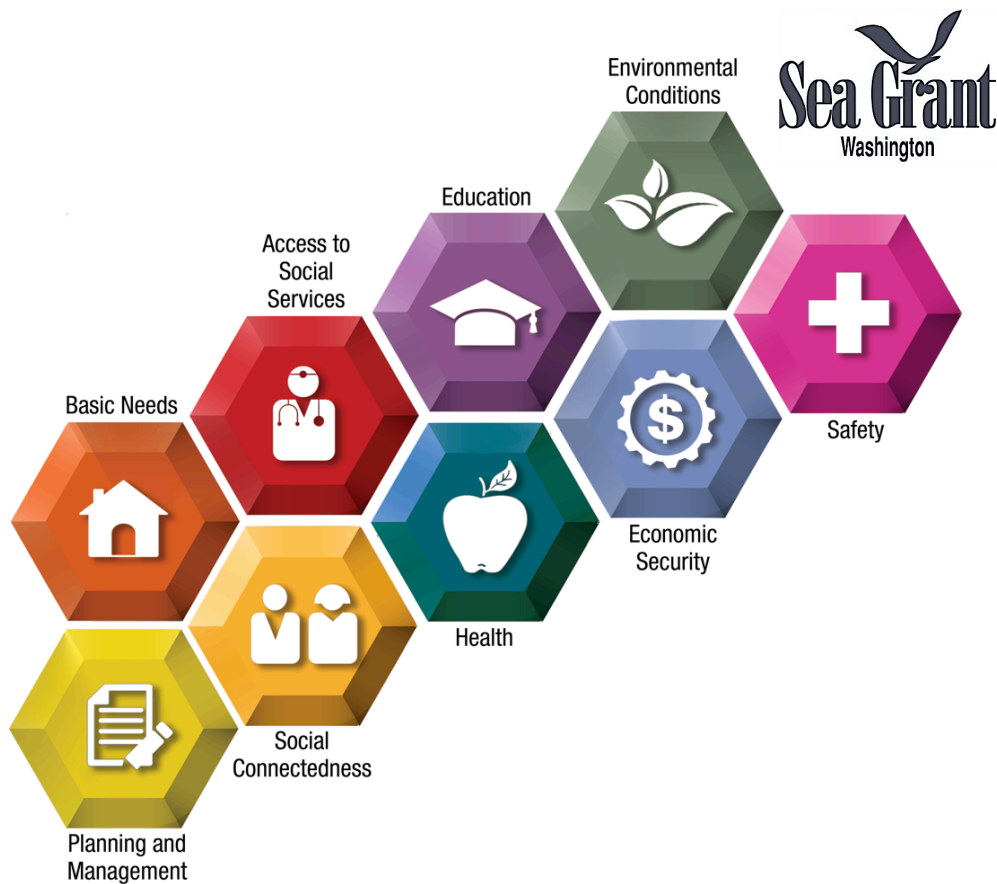 Sea Grant
Washington
Environmental
Conditions
Education
Access to
Social
Services
Basic Needs
Safety
$
Economic
Security
Health
Social
Connectedness
Planning and
Management